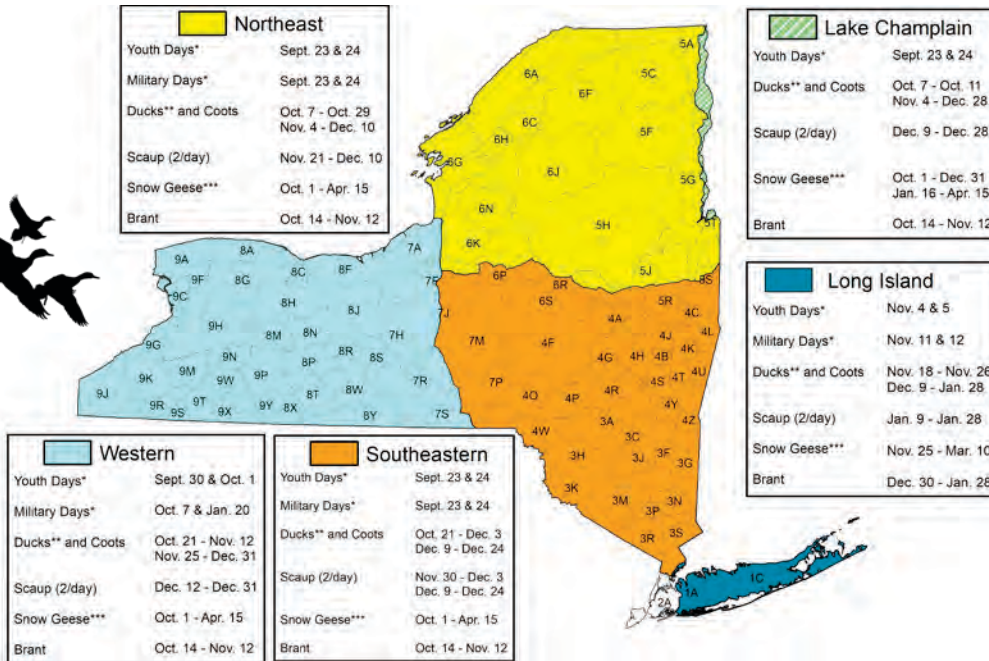 Northeast
Youth Days* Sept. 23 & 24
Military Days* Sept. 23 & 24
Ducks** and Coots Oct. 7 - Oct. 29
Nov. 4 - Dec. 10
Scaup (2/day) Nov. 21 - Dec. 10
Snow Geese*** Oct. 1 - Apr. 15
Brant Oct. 14 - Nov. 12
Lake Champlain
Youth Days* Sept. 23 & 24
Ducks** and Coots Oct. 7 - Oct. 11
Nov. 4 - Dec. 28
Scaup (2/day) Dec. 9 - Dec. 28
Snow Geese*** Oct. 1 - Dec. 31
Jan. 16 - Apr. 15
Brant Oct. 14 - Nov. 12
Long Island
Youth Days* Nov. 4 & 5
Military Days* Nov. 11 & 12
Ducks** and Coots Nov. 18 - Nov. 26
Dec. 9 - Jan. 28
Scaup (2/day) Jan. 9 - Jan. 28
Snow Geese*** Nov. 25 - Mar. 10
Brant Dec. 30 - Jan. 28
Western
Youth Days* Sept. 30 & Oct. 1
Military Days* Oct. 7 & Jan. 20
Ducks** and Coots Oct. 21 - Nov. 12
Nov. 25 - Dec. 31
Scaup (2/day) Dec. 12 - Dec. 31
Snow Geese*** Oct. 1 - Apr. 15
Brant Oct. 14 - Nov. 12
Southeastern
Youth Days* Sept. 23 & 24
Military Days* Sept. 23 & 24
Ducks** and Coots Oct. 21 - Dec. 3
Dec. 9 - Dec. 24
Scaup (2/day) Nov. 30 - Dec. 3
Dec. 9 - Dec. 24
Snow Geese*** Oct. 1 - Apr. 15
Brant Oct. 14 - Nov. 12
5A
6A 5C
6F
6C
6H 5F
6G
6J 5G
6N
5H
6K
5J
9A 8A 7A
9F 8G 8C 8F
9C
8H 8J
9H 8M 8N 7H
9G
9N 8P 8R 8S
9K 9M 9W 9P 7R
9J 8T 8W
9R 9S 9T 9X 9Y 8X 8Y 7S
6P 6R
6S 5R
7J 4A 4C
4J 4L
7M 4F 4G 4H 4B 4K
7P 4R 4S 4T 4U
4O 4P 4Y
3A 4Z
4W 3C
3H 3J 3F 3G
3K
3M 3N
3P
3R 3S
2A 1A 1C